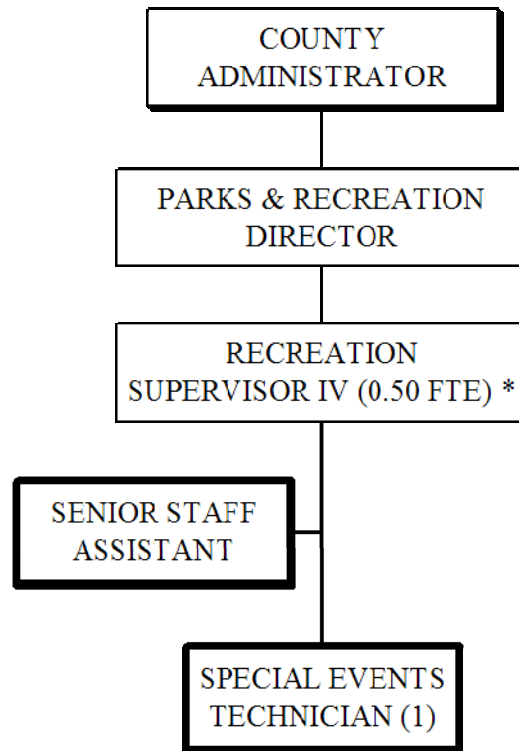 COUNTY
ADMINISTRATOR
PARKS & RECREATION
DIRECTOR
RECREATION
SUPERVISOR IV (0.50 FTE) *
SENIOR STAFF
ASSISTANT
SPECIAL EVENTS
TECHNICIAN (1)